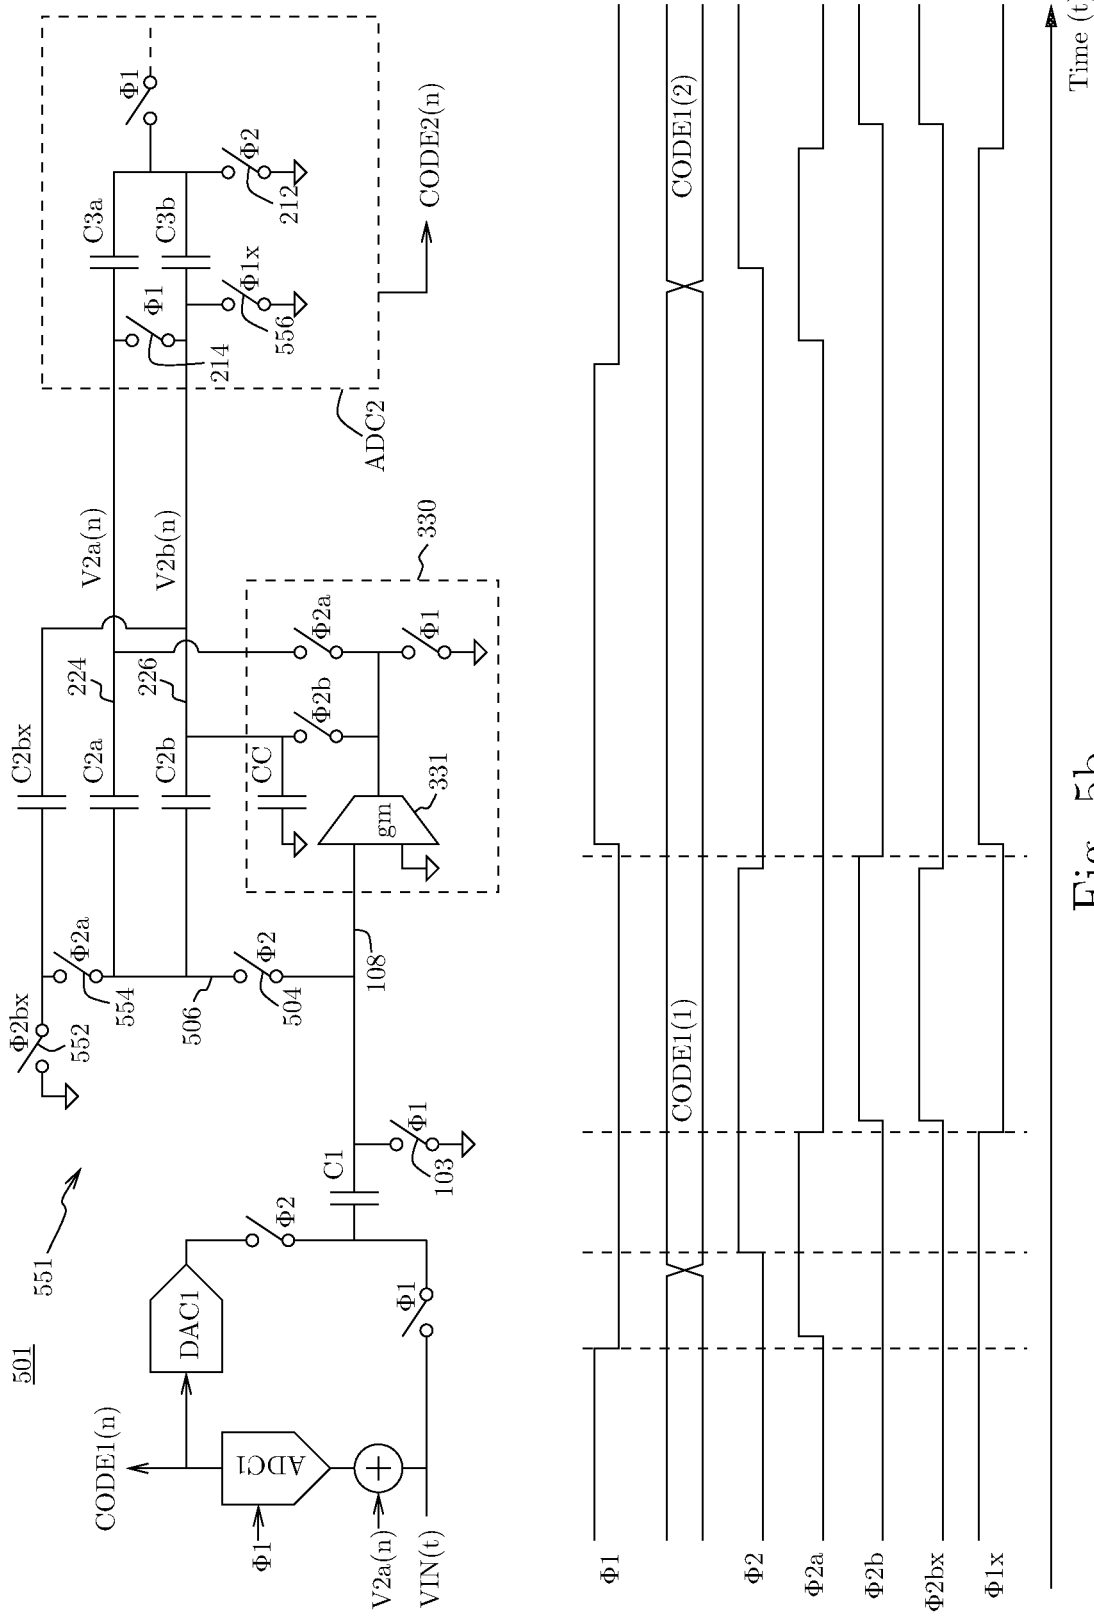 501
551
CODE1(n)
DAC1
ADC1
Φ1
V2a(n)
VIN(t)
+
Φ2
Φ1
C1
Φ1
103
Φ2bx
552
Φ2a
554
506
Φ2
504
108
C2bx
C2a
C2b
224
226
CC
gm
331
Φ2b
Φ2a
Φ1
330
V2a(n)
V2b(n)
ADC2
Φ1
214
Φ1x
556
C3a
C3b
Φ2
212
Φ1
CODE2(n)
Φ1
CODE1(1)
CODE1(2)
Φ2
Φ2a
Φ2b
Φ2bx
Φ1x
Time (t)
Fig. 5b